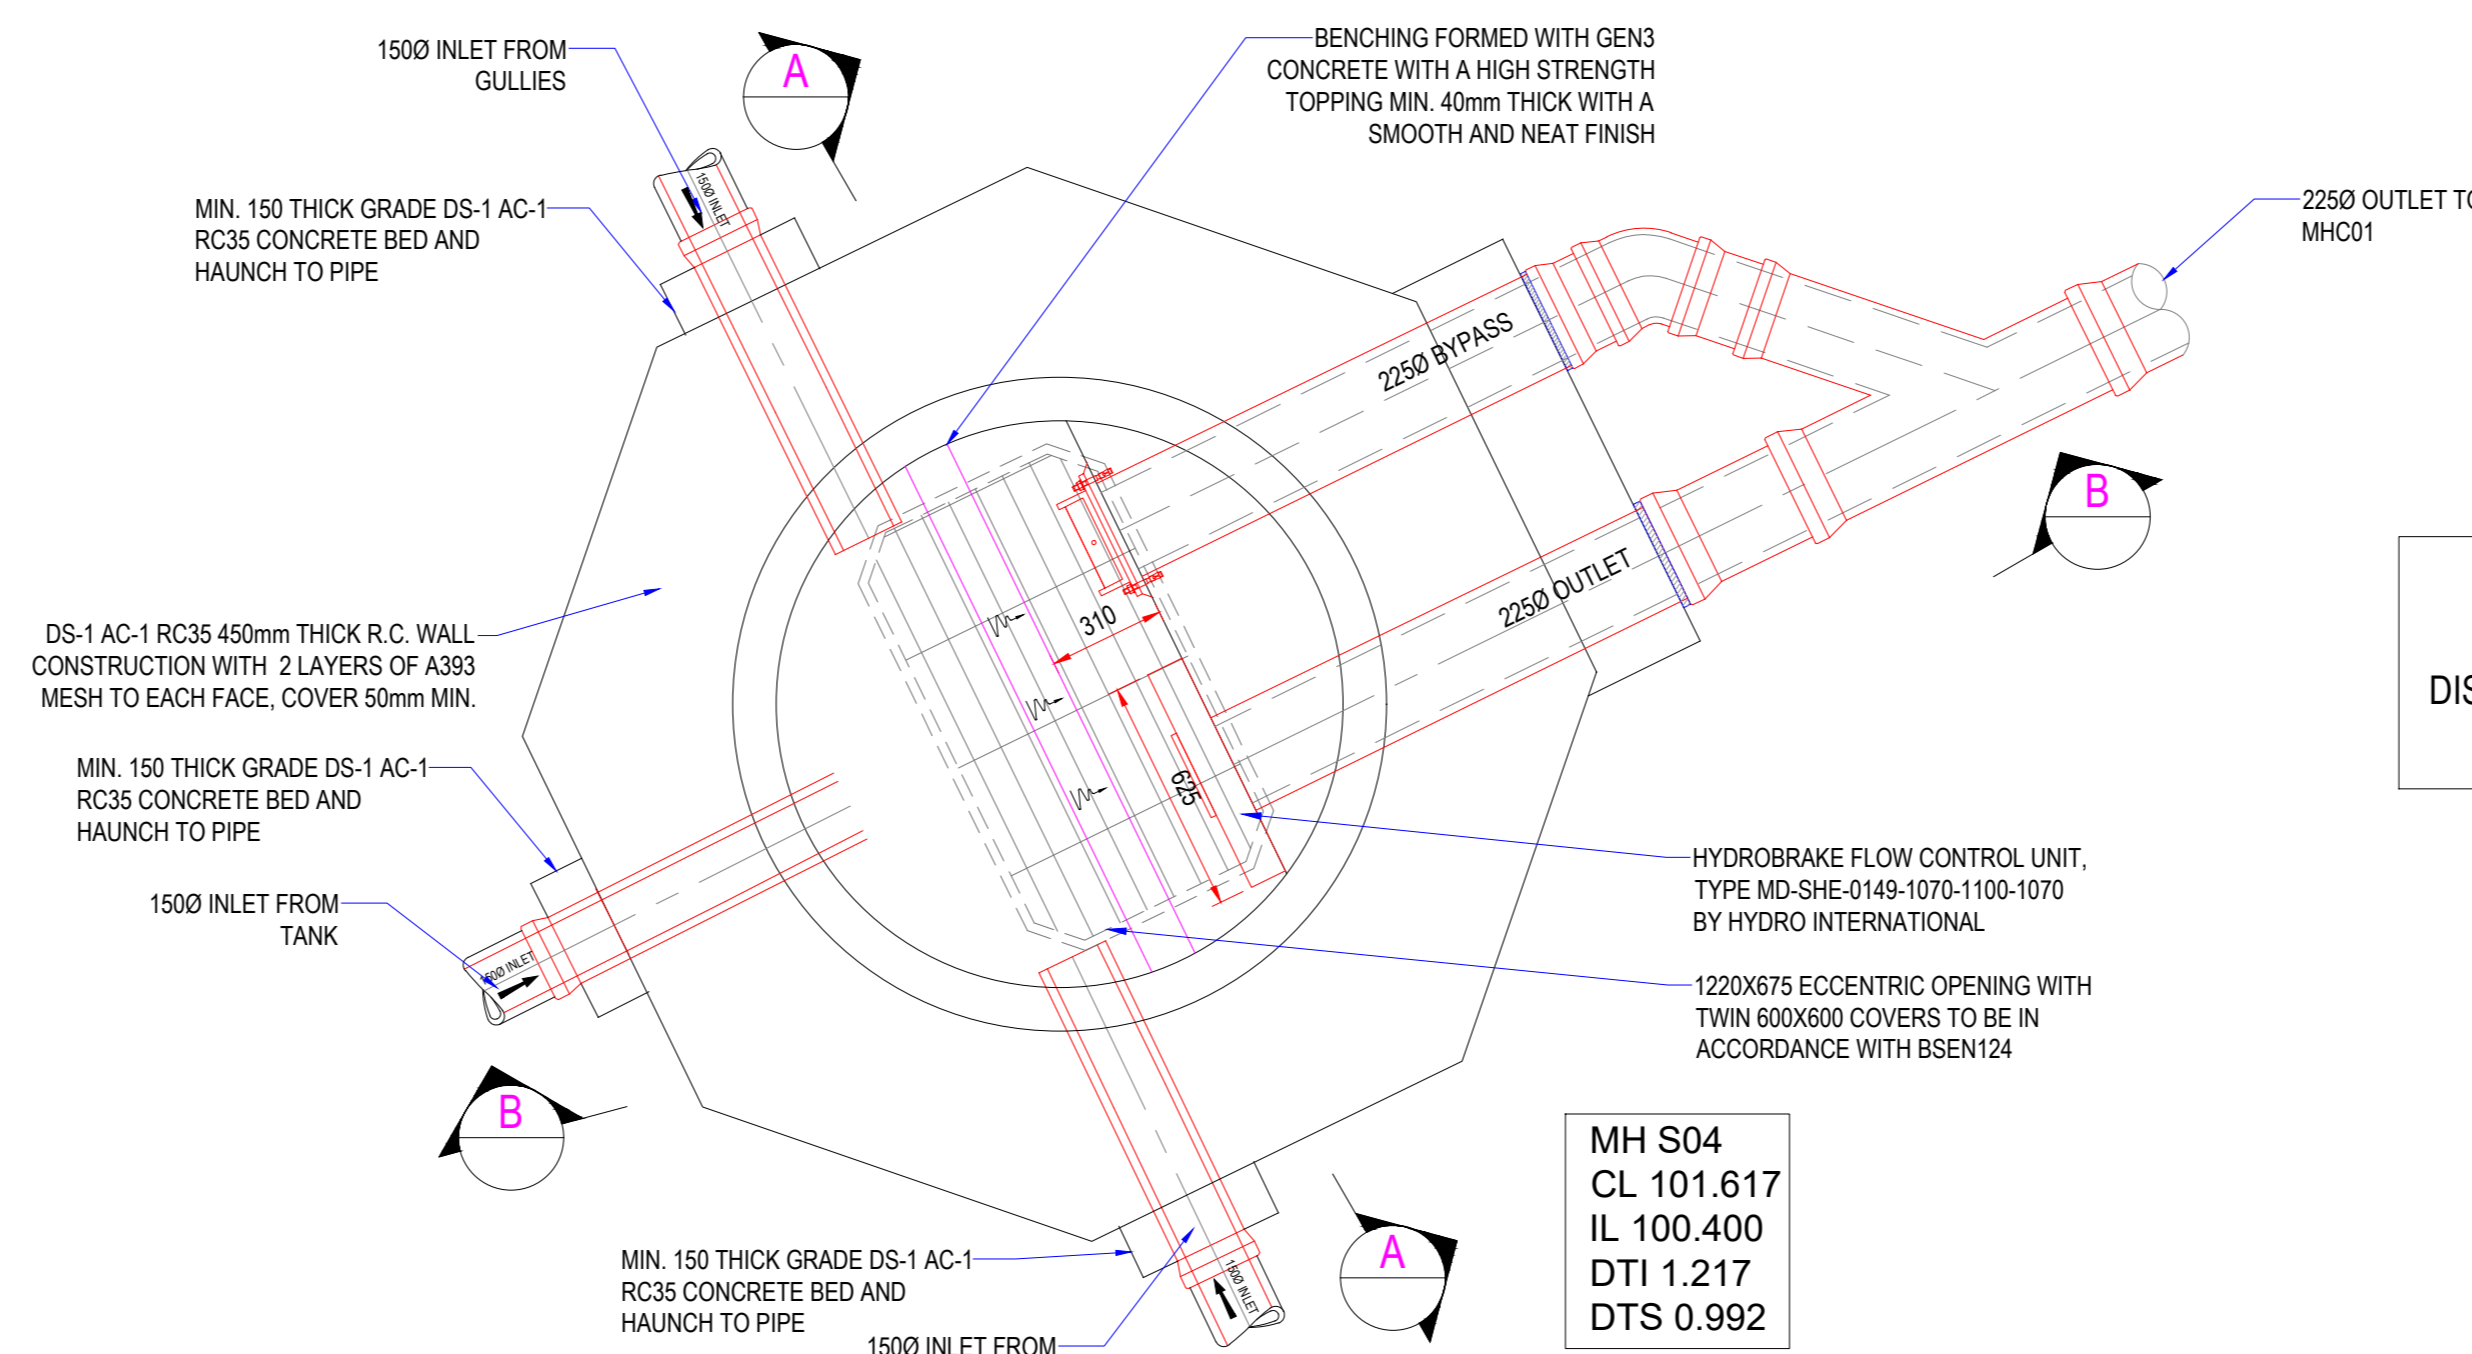 150Ø INLET FROM
GULLIES
A
BENCHING FORMED WITH GEN3
CONCRETE WITH A HIGH STRENGTH
TOPPING MIN. 40mm THICK WITH A
SMOOTH AND NEAT FINISH
150Ø INLET
MIN. 150 THICK GRADE DS-1 AC-1
RC35 CONCRETE BED AND
HAUNCH TO PIPE
225Ø OUTLET TO
MHC01
225Ø BYPASS
B
225Ø OUTLET
310
625
DS-1 AC-1 RC35 450mm THICK R.C. WALL
CONSTRUCTION WITH 2 LAYERS OF A393
MESH TO EACH FACE, COVER 50mm MIN.
MIN. 150 THICK GRADE DS-1 AC-1
RC35 CONCRETE BED AND
HAUNCH TO PIPE
150Ø INLET FROM
TANK
150Ø INLET
HYDROBRAKE FLOW CONTROL UNIT,
TYPE MD-SHE-0149-1070-1100-1070
BY HYDRO INTERNATIONAL
1220X675 ECCENTRIC OPENING WITH
TWIN 600X600 COVERS TO BE IN
ACCORDANCE WITH BSEN124
B
MH S04
CL 101.617
IL 100.400
DTI 1.217
DTS 0.992
A
MIN. 150 THICK GRADE DS-1 AC-1
RC35 CONCRETE BED AND
HAUNCH TO PIPE
150Ø INLET
150Ø INLET FROM